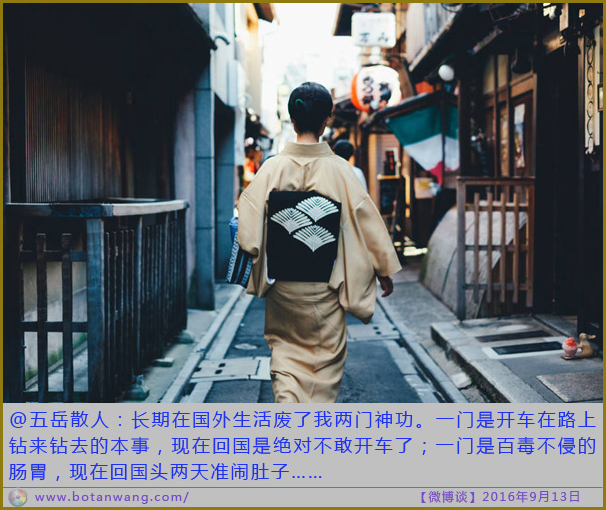 @五岳散人：长期在国外生活废了我两门神功。一门是开车在路上
钻来钻去的本事，现在回国是绝对不敢开车了；一门是百毒不侵的
肠胃，现在回国头两天准闹肚子……
www.botanwang.com/
【微博谈】2016年9月13日